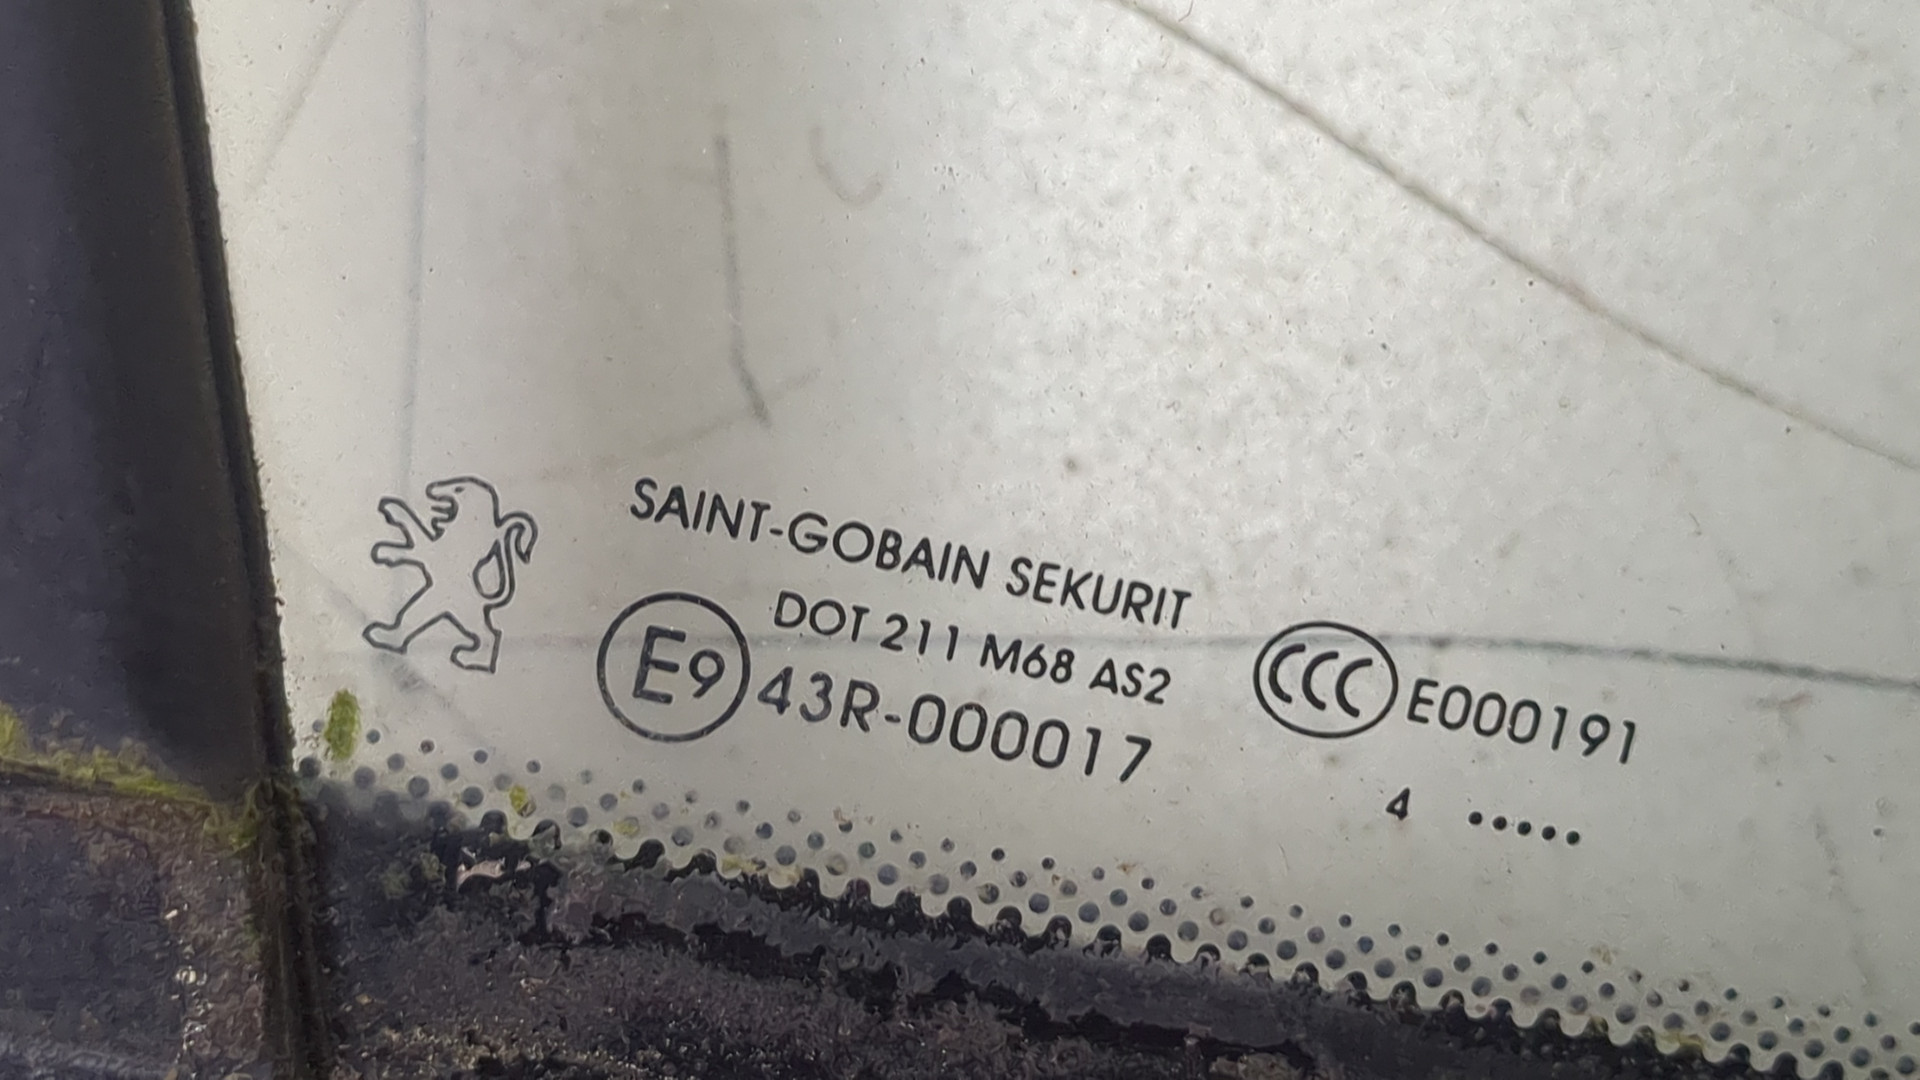 SAINT-GOBAIN SEKURIT
DOT 211 M68 AS2
E9 43R-000017
CCC E000191
4 •••••